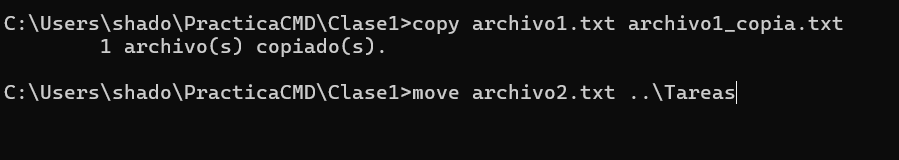 C:\Users\shado\PracticaCMD\Clase1>copy archivo1.txt archivo1_copia.txt
        1 archivo(s) copiado(s).
C:\Users\shado\PracticaCMD\Clase1>move archivo2.txt ..\Tareas